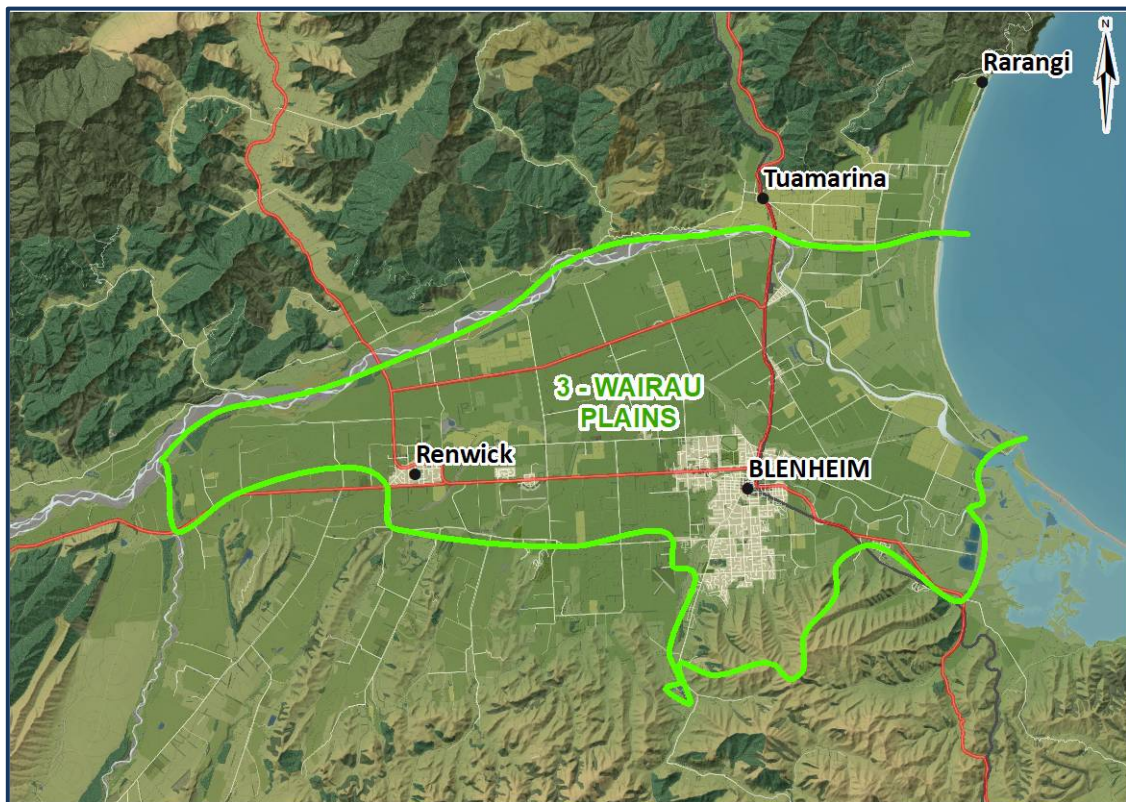 N
Rarangi
Tuamarina
3 - WAIRAU
PLAINS
Renwick
BLENHEIM